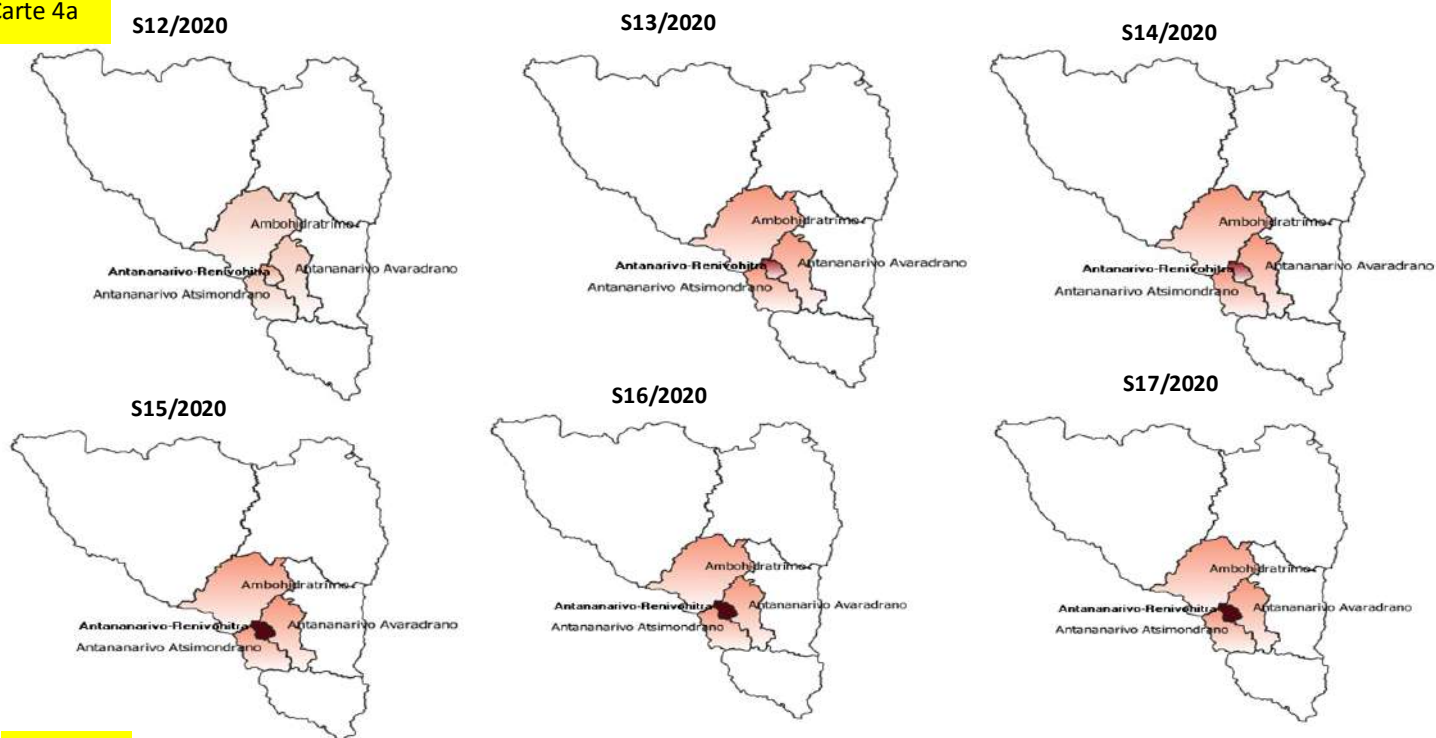 Carte 4a
S12/2020
Ambohidratrimo
Antananarivo-Renivohitra
Antananarivo Avaradrano
Antananarivo Atsimondrano
S13/2020
Ambohidratrimo
Antananarivo-Renivohitra
Antananarivo Avaradrano
Antananarivo Atsimondrano
S14/2020
Ambohidratrimo
Antananarivo-Renivohitra
Antananarivo Avaradrano
Antananarivo Atsimondrano
S15/2020
Ambohidratrimo
Antananarivo-Renivohitra
Antananarivo Avaradrano
Antananarivo Atsimondrano
S16/2020
Ambohidratrimo
Antananarivo-Renivohitra
Antananarivo Avaradrano
Antananarivo Atsimondrano
S17/2020
Ambohidratrimo
Antananarivo-Renivohitra
Antananarivo Avaradrano
Antananarivo Atsimondrano